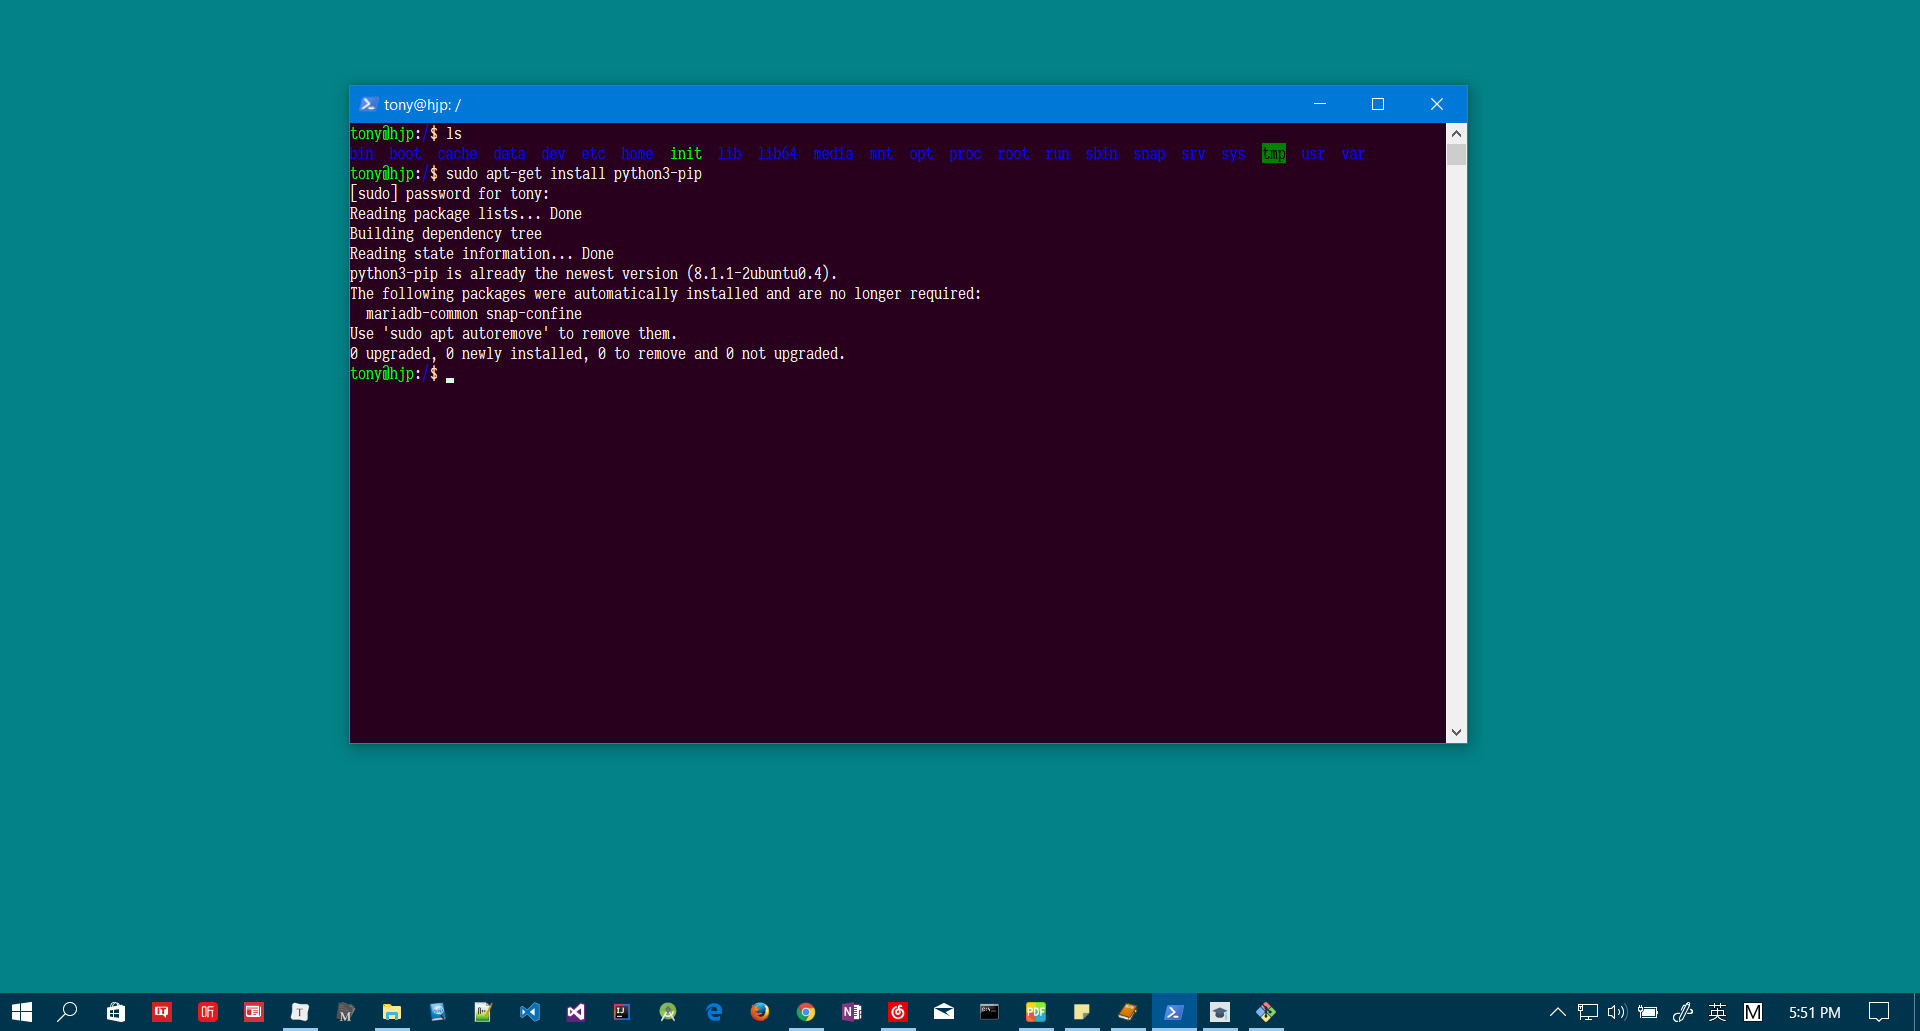 tony@hjp: /
tony@hjp:/$ ls
bin  boot  cache  data  dev  etc  home  init  lib  lib64  media  mnt  opt  proc  root  run  sbin  snap  srv  sys  tmp  usr  var
tony@hjp:/$ sudo apt-get install python3-pip
[sudo] password for tony:
Reading package lists... Done
Building dependency tree
Reading state information... Done
python3-pip is already the newest version (8.1.1-2ubuntu0.4).
The following packages were automatically installed and are no longer required:
  mariadb-common snap-confine
Use 'sudo apt autoremove' to remove them.
0 upgraded, 0 newly installed, 0 to remove and 0 not upgraded.
tony@hjp:/$
英 M 5:51 PM